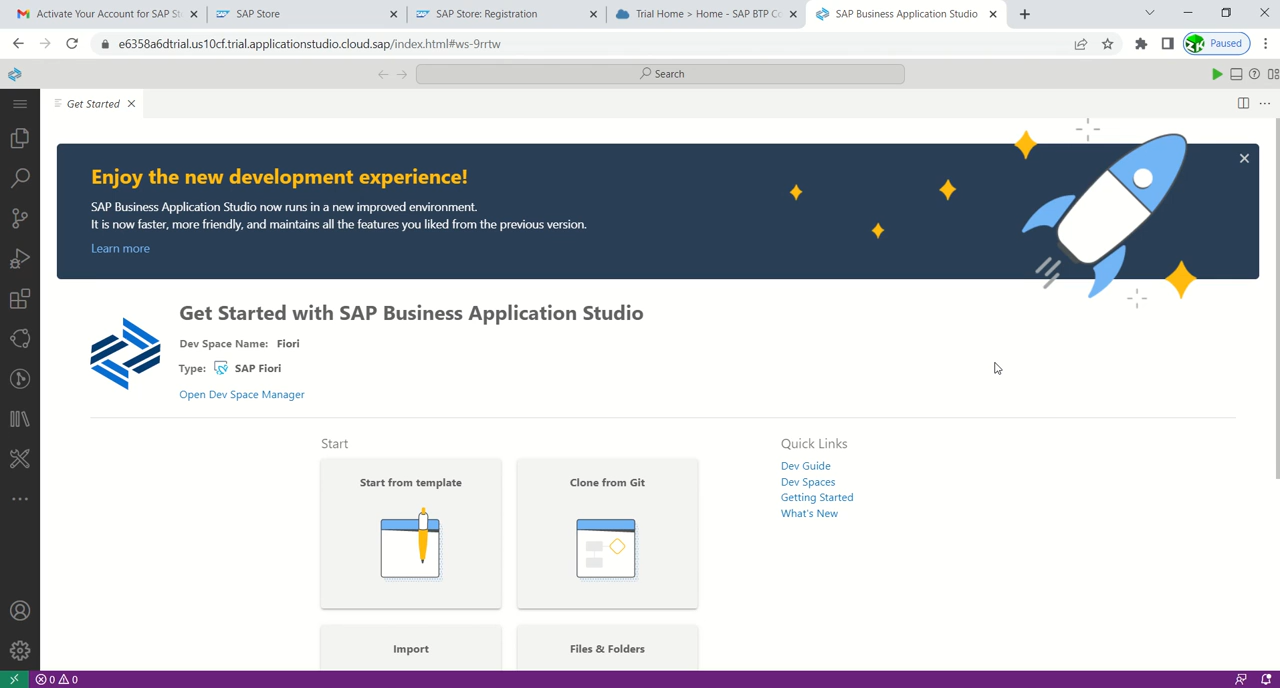 Activate Your Account for SAP St
SAP Store
SAP Store: Registration
Trial Home > Home - SAP BTP Co
SAP Business Application Studio
e6358a6dtrial.us10cf.trial.applicationstudio.cloud.sap/index.html#ws-9rrtw
Paused
Search
Get Started
Enjoy the new development experience!
SAP Business Application Studio now runs in a new improved environment.
It is now faster, more friendly, and maintains all the features you liked from the previous version.
Learn more
Get Started with SAP Business Application Studio
Dev Space Name: Fiori
Type: SAP Fiori
Open Dev Space Manager
Start
Quick Links
Start from template
Clone from Git
Dev Guide
Dev Spaces
Getting Started
What's New
Import
Files & Folders
0 0